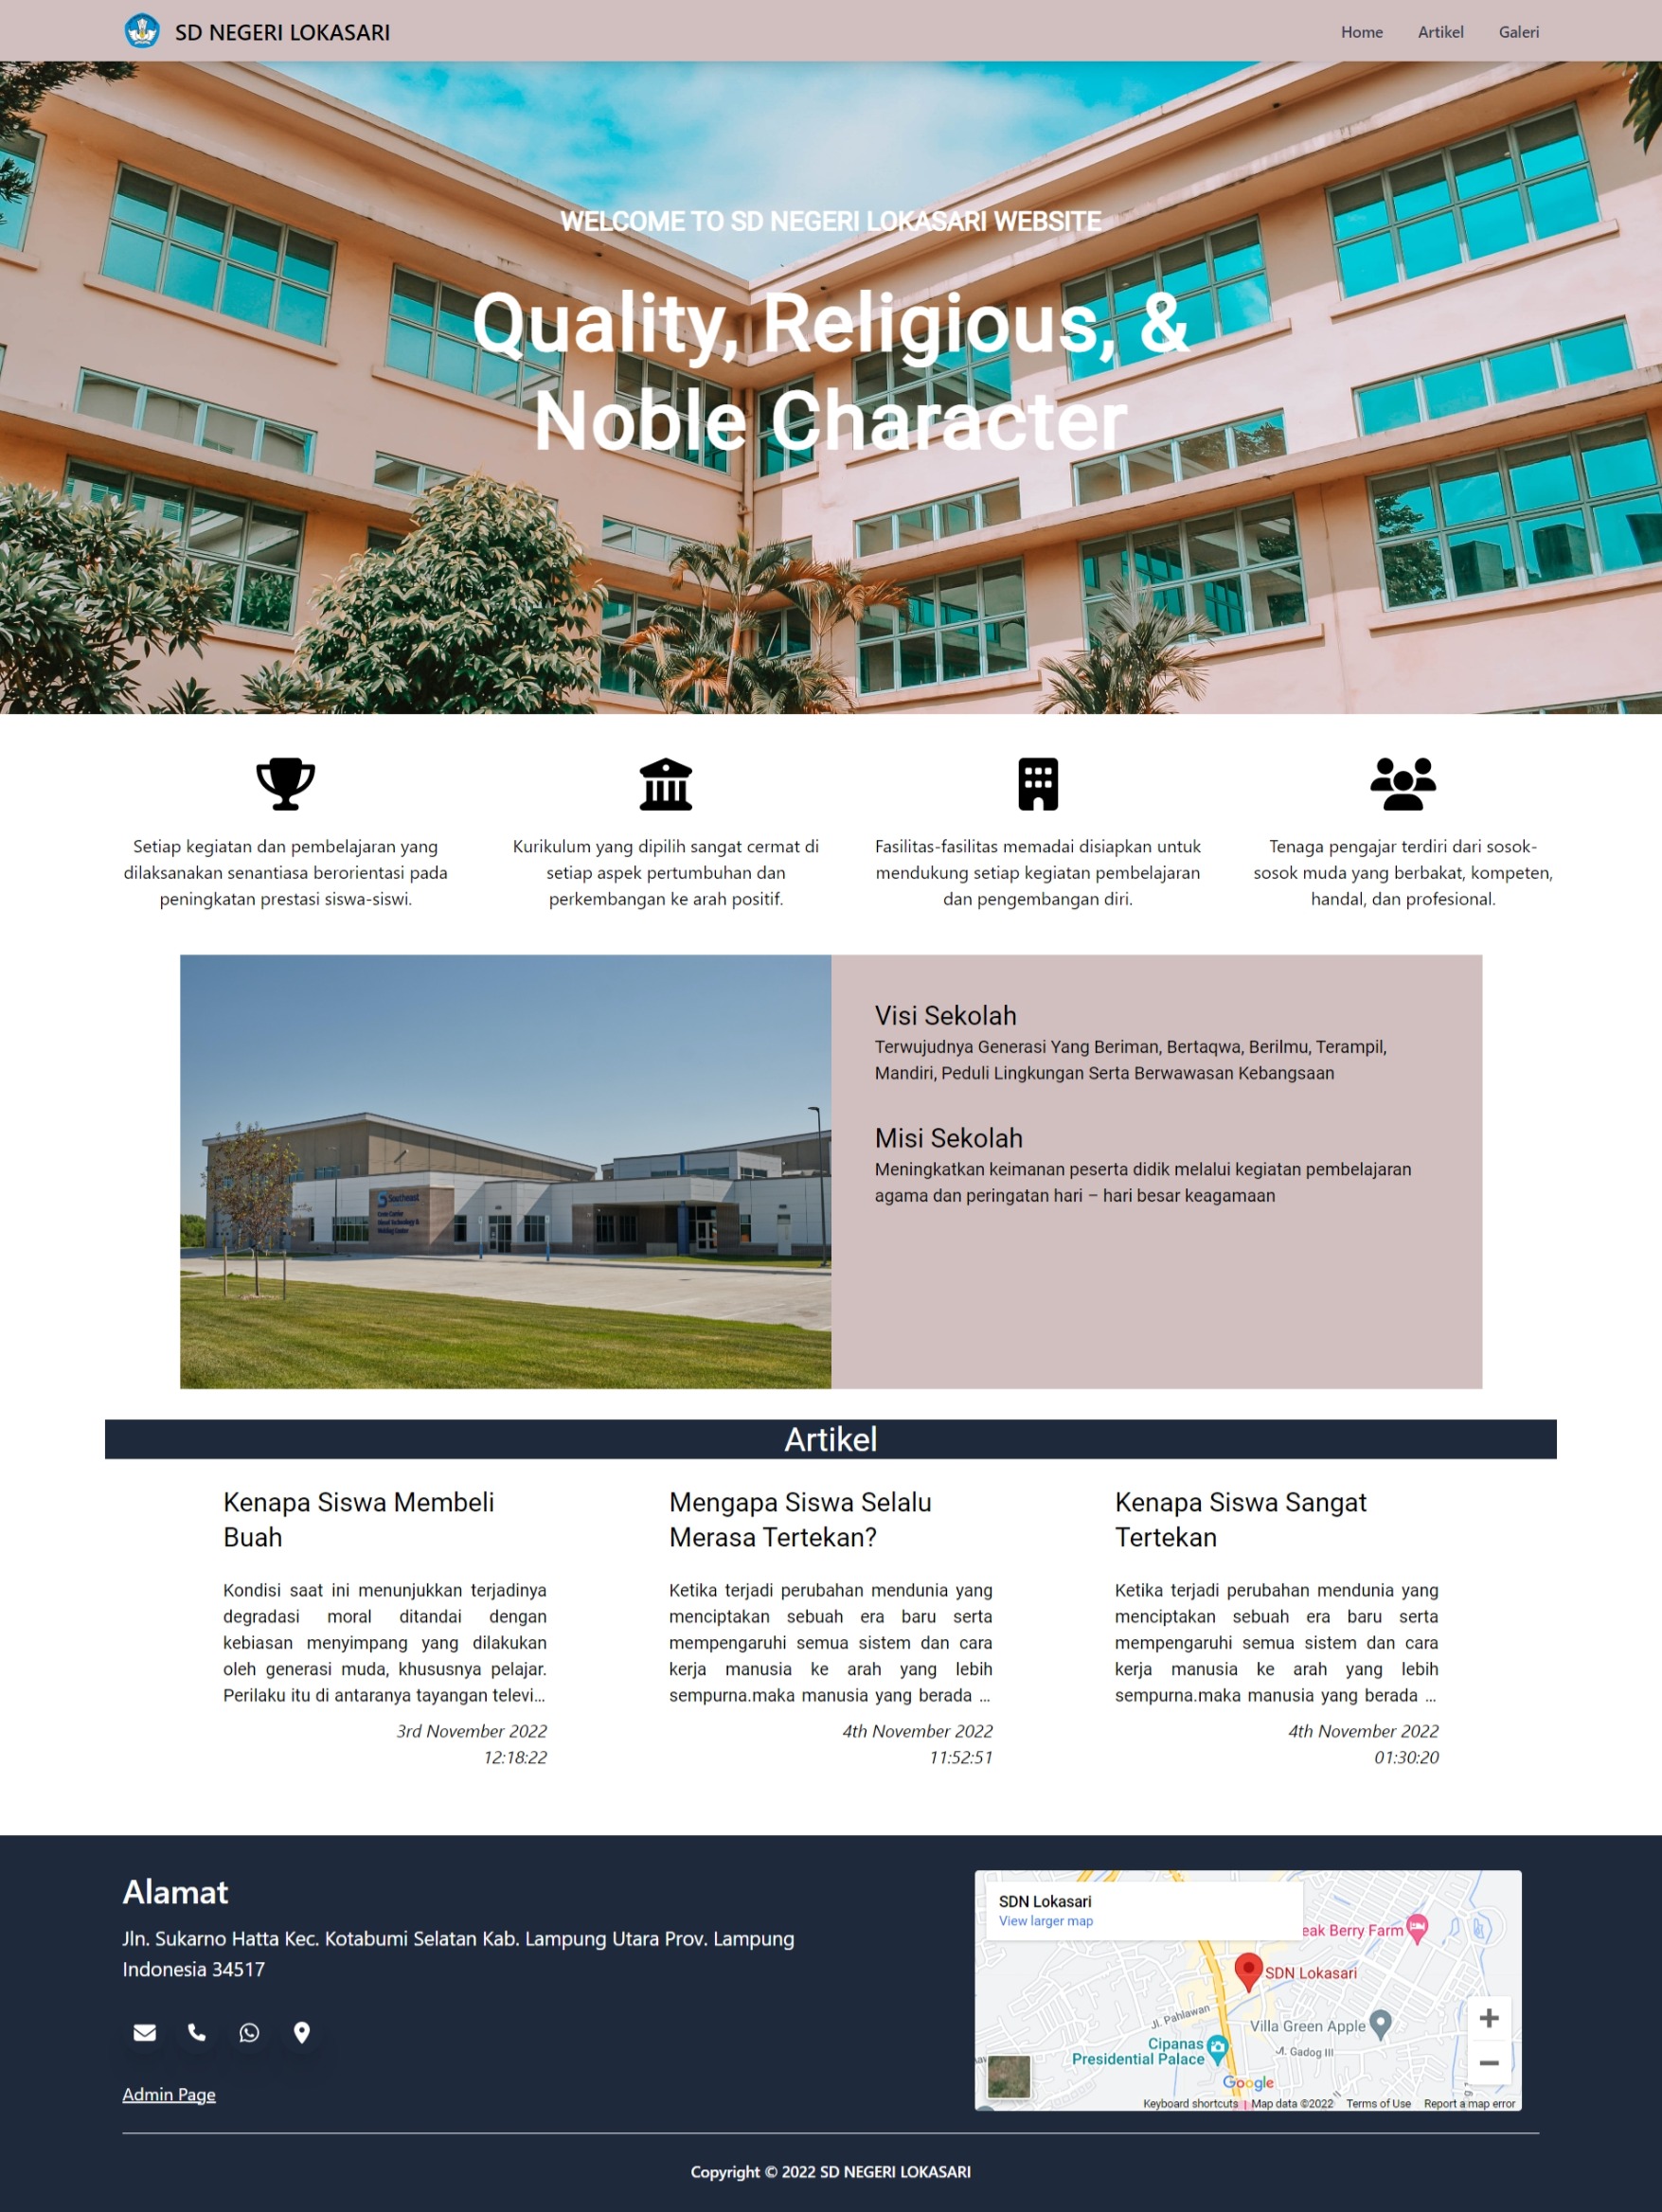 SD NEGERI LOKASARI
Home
Artikel
Galeri
WELCOME TO SD NEGERI LOKASARI WEBSITE
Quality, Religious, &
Noble Character
Setiap kegiatan dan pembelajaran yang
dilaksanakan senantiasa berorientasi pada
peningkatan prestasi siswa-siswi.
Kurikulum yang dipilih sangat cermat di
setiap aspek pertumbuhan dan
perkembangan ke arah positif.
Fasilitas-fasilitas memadai disiapkan untuk
mendukung setiap kegiatan pembelajaran
dan pengembangan diri.
Tenaga pengajar terdiri dari sosok-
sosok muda yang berbakat, kompeten,
handal, dan profesional.
Southeast
Visi Sekolah
Terwujudnya Generasi Yang Beriman, Bertaqwa, Berilmu, Terampil,
Mandiri, Peduli Lingkungan Serta Berwawasan Kebangsaan
Misi Sekolah
Meningkatkan keimanan peserta didik melalui kegiatan pembelajaran
agama dan peringatan hari – hari besar keagamaan
Artikel
Kenapa Siswa Membeli
Buah
Kondisi saat ini menunjukkan terjadinya
degradasi moral ditandai dengan
kebiasan menyimpang yang dilakukan
oleh generasi muda, khususnya pelajar.
Perilaku itu di antaranya tayangan televi...
3rd November 2022
12:18:22
Mengapa Siswa Selalu
Merasa Tertekan?
Ketika terjadi perubahan mendunia yang
menciptakan sebuah era baru serta
mempengaruhi semua sistem dan cara
kerja manusia ke arah yang lebih
sempurna.maka manusia yang berada ...
4th November 2022
11:52:51
Kenapa Siswa Sangat
Tertekan
Ketika terjadi perubahan mendunia yang
menciptakan sebuah era baru serta
mempengaruhi semua sistem dan cara
kerja manusia ke arah yang lebih
sempurna.maka manusia yang berada ...
4th November 2022
01:30:20
Alamat
Jln. Sukarno Hatta Kec. Kotabumi Selatan Kab. Lampung Utara Prov. Lampung
Indonesia 34517
Admin Page
SDN Lokasari
View larger map
eak Berry Farm
SDN Lokasari
Jl. Pahlawan
Villa Green Apple
Jl. Gadog III
Cipanas
Presidential Palace
Google
Keyboard shortcuts
Map data ©2022
Terms of Use
Report a map error
Copyright © 2022 SD NEGERI LOKASARI